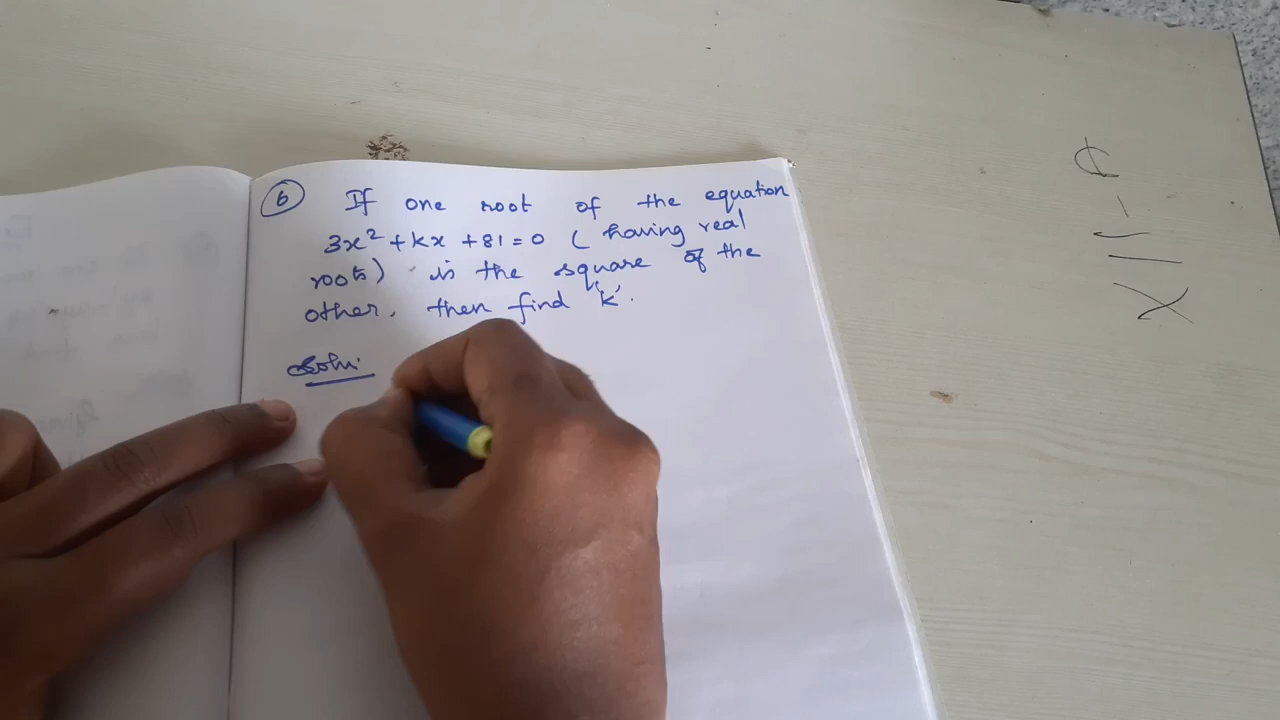 6 If one root of the equation
3x² + kx + 81 = 0 ( having real
roots) is the square of the
other, then find 'k'.
Soln: